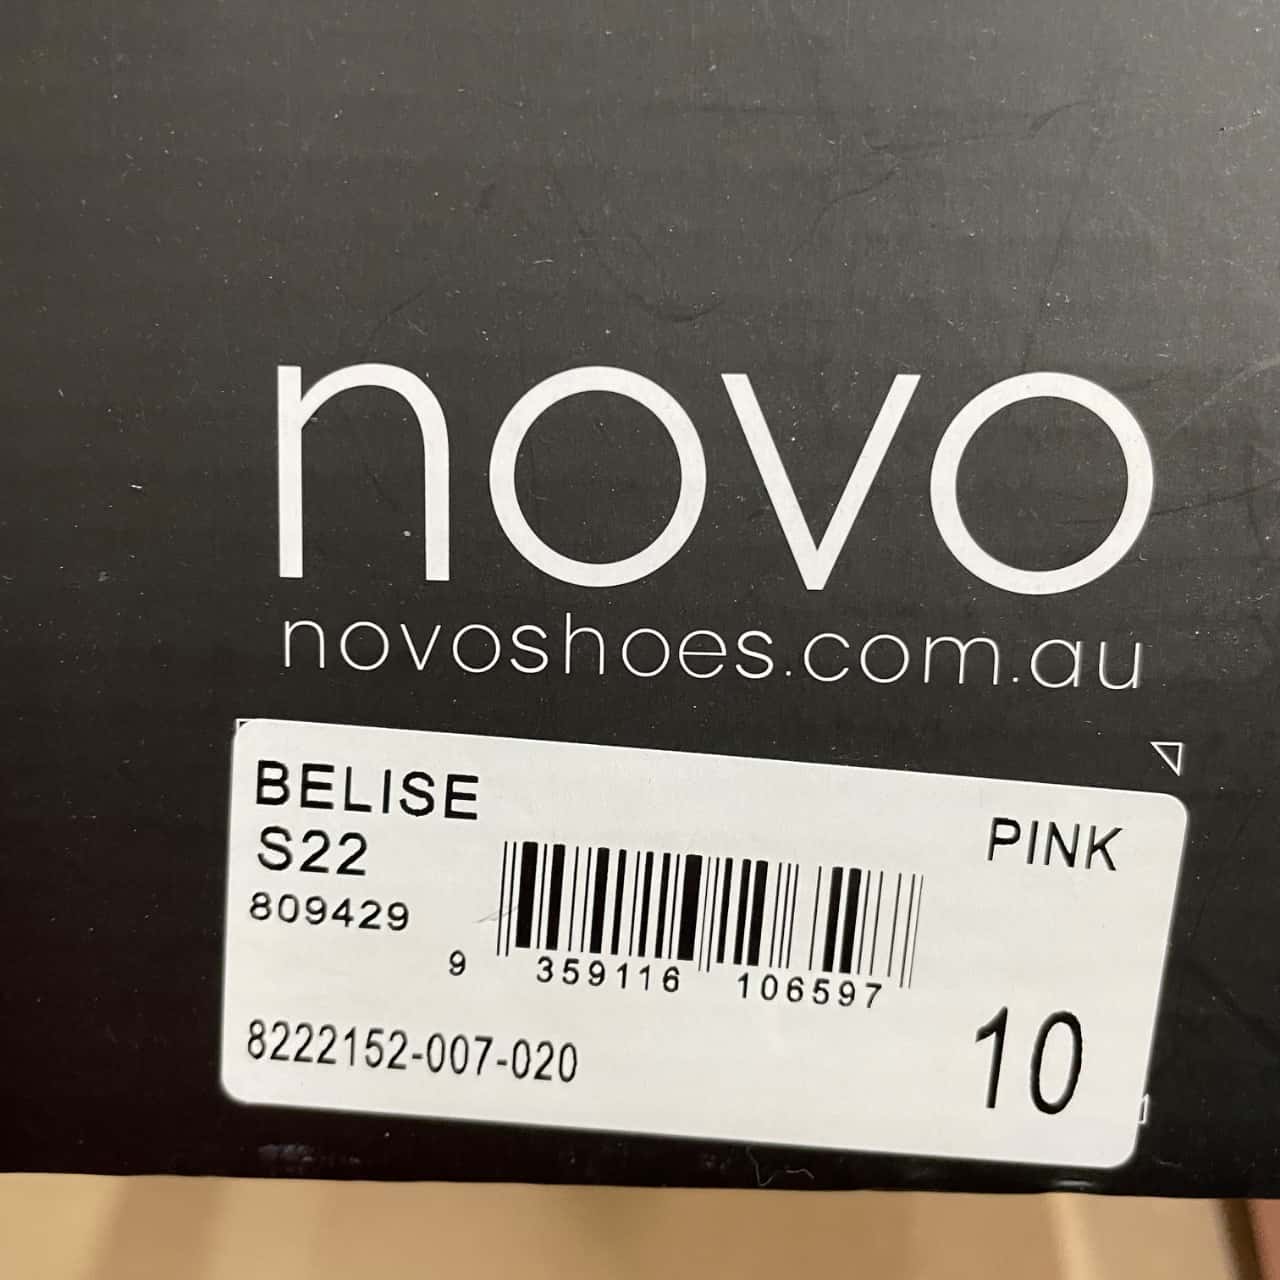 novo
novoshoes.com.au
BELISE
PINK
S22
809429
9 359116 106597
8222152-007-020
10